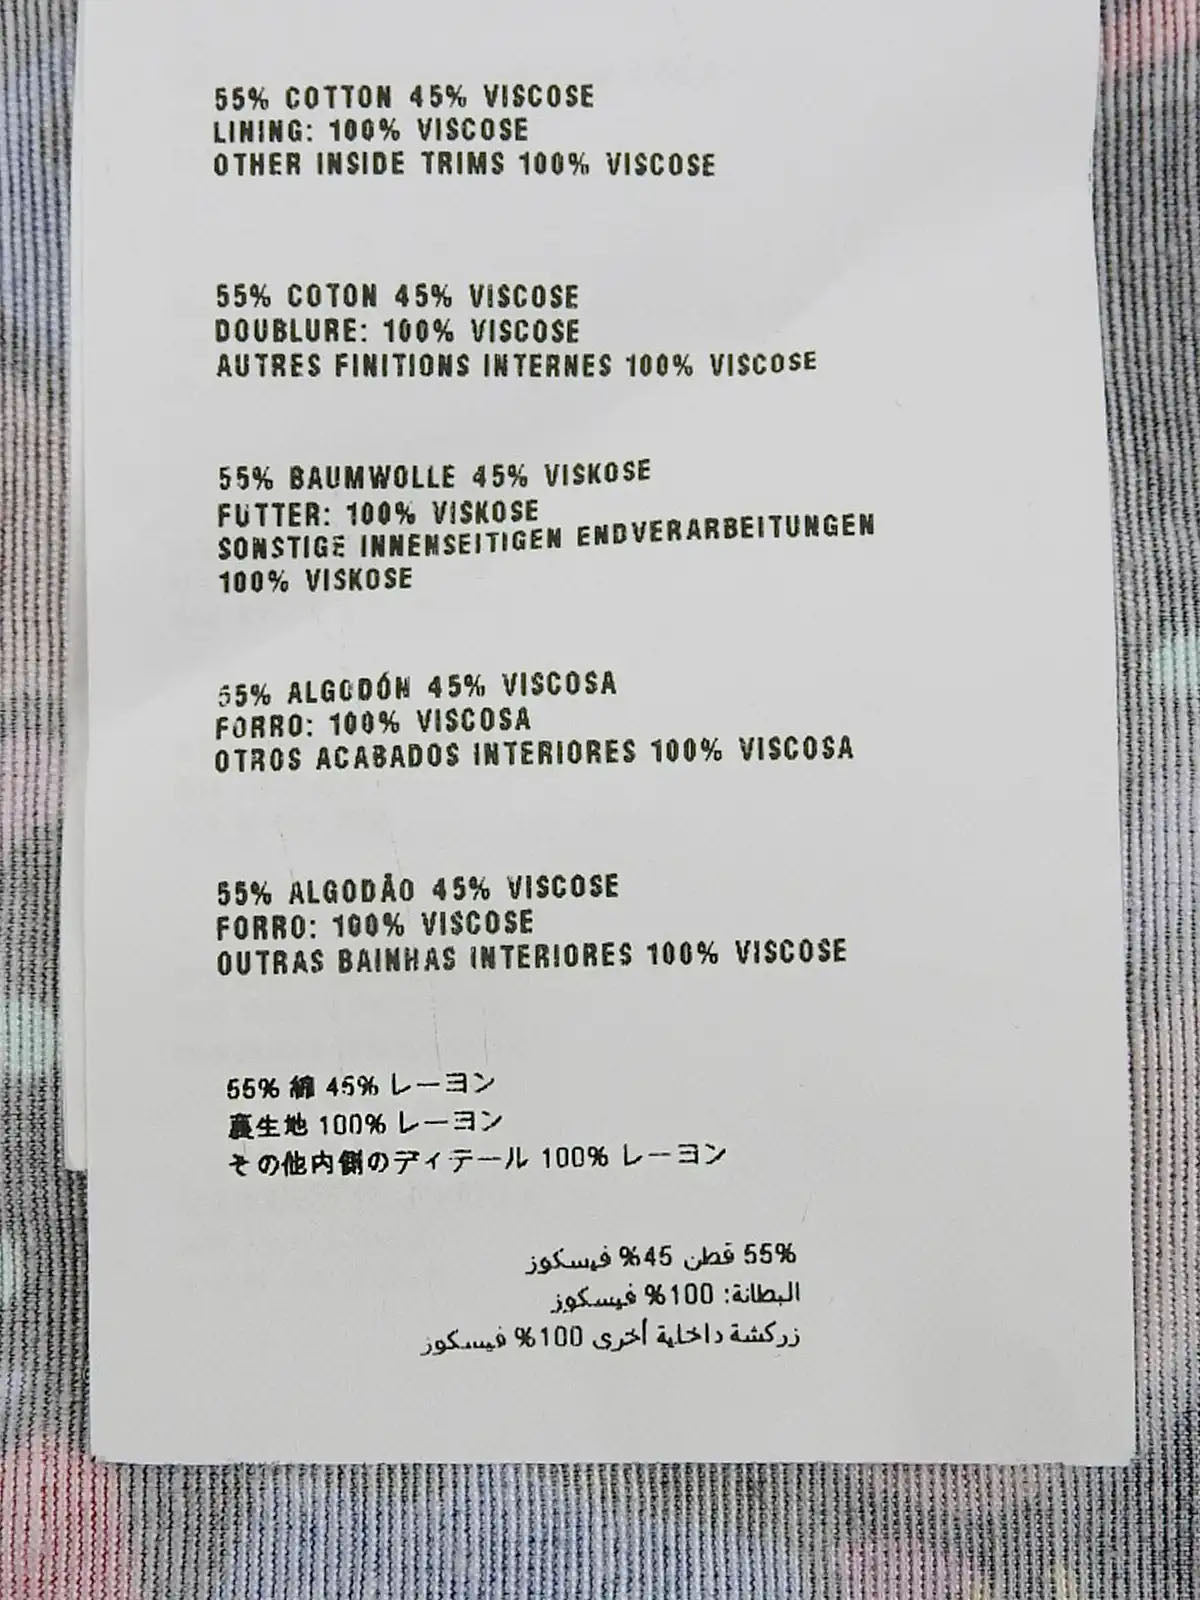 55% COTTON 45% VISCOSE
LINING: 100% VISCOSE
OTHER INSIDE TRIMS 100% VISCOSE
55% COTON 45% VISCOSE
DOUBLURE: 100% VISCOSE
AUTRES FINITIONS INTERNES 100% VISCOSE
55% BAUMWOLLE 45% VISKOSE
FUTTER: 100% VISKOSE
SONSTIGE INNENSEITIGEN ENDVERARBEITUNGEN
100% VISKOSE
55% ALGODÓN 45% VISCOSA
FORRO: 100% VISCOSA
OTROS ACABADOS INTERIORES 100% VISCOSA
55% ALGODÃO 45% VISCOSE
FORRO: 100% VISCOSE
OUTRAS BAINHAS INTERIORES 100% VISCOSE
55% 綿 45% レーヨン
裏生地 100% レーヨン
その他内側のディテール 100% レーヨン
55% قطن 45% فيسكوز
البطانة: 100% فيسكوز
زركشة داخلية أخرى 100% فيسكوز